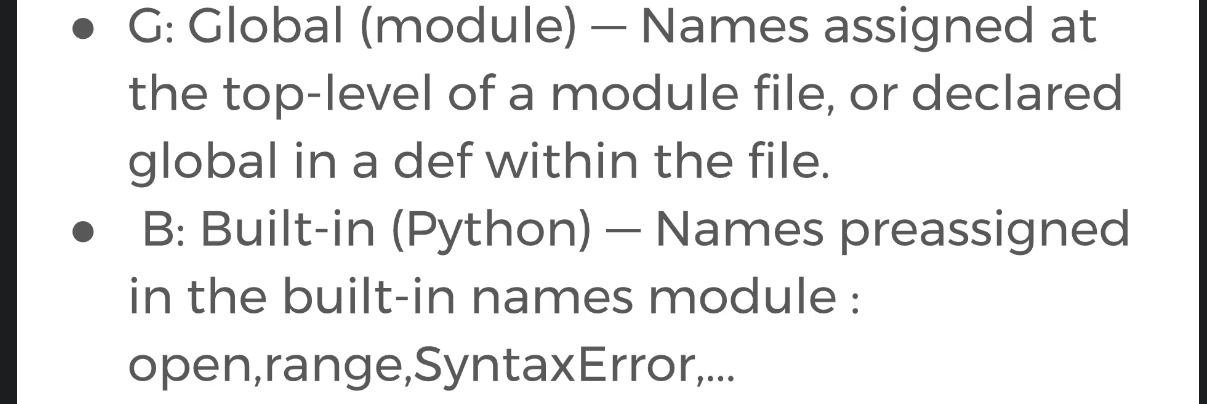 ● G: Global (module) — Names assigned at
the top-level of a module file, or declared
global in a def within the file.
● B: Built-in (Python) — Names preassigned
in the built-in names module :
open,range,SyntaxError,...